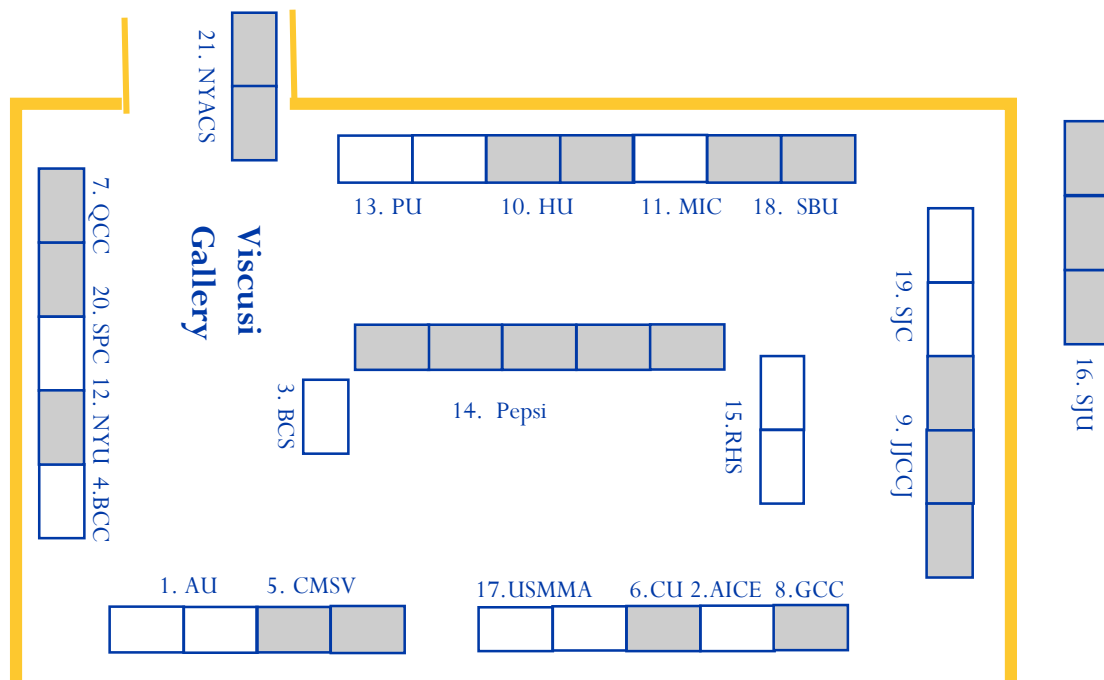 21. NYACS
13. PU
10. HU
11. MIC
18. SBU
7. QCC
20. SPC
12. NYU
4.BCC
Viscusi
Gallery
19. SJC
9. JJCCJ
16. SJU
3. BCS
14. Pepsi
15.RHS
1. AU
5. CMSV
17.USMMA
6.CU
2.AICE
8.GCC